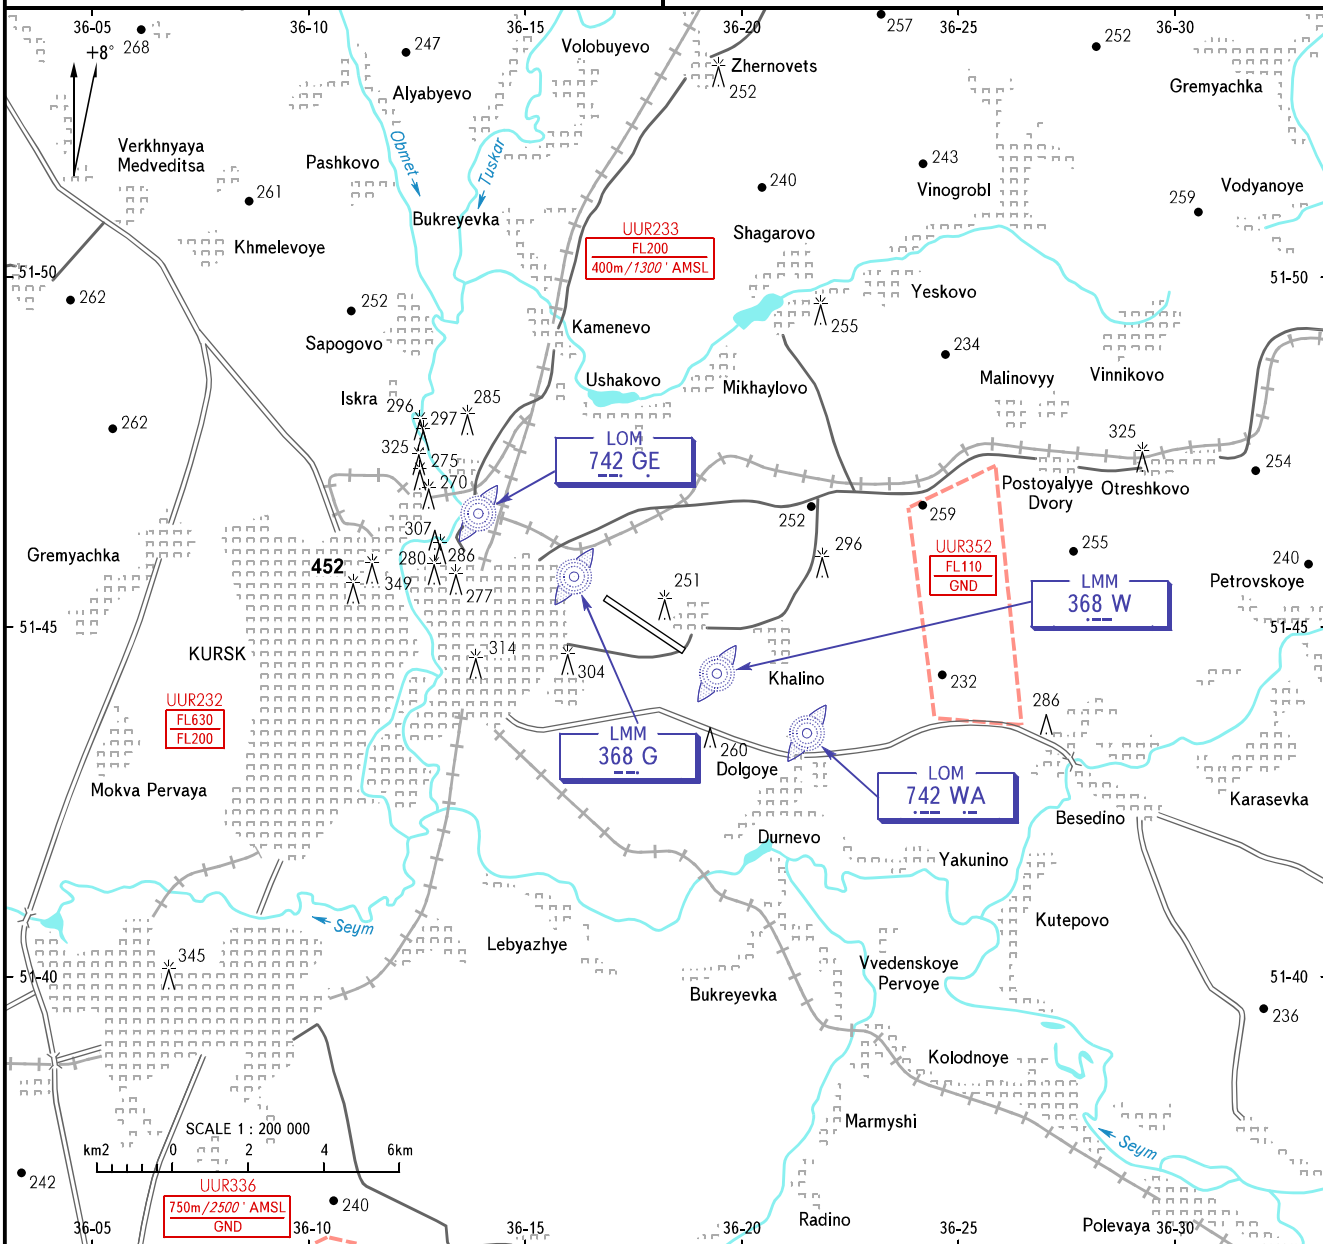 36-05
36-10
36-15
36-20
36-25
36-30
+8°
268
247
Volobuyevo
257
252
Zhernovets
252
Gremyachka
Alyabyevo
Verkhnyaya
Medveditsa
Pashkovo
Obmet
Tuskar
243
Vinogrobl
240
261
Bukreyevka
259
Vodyanoye
Khmelevoye
UUR233
FL200
400m/1300' AMSL
Shagarovo
51-50
51-50
262
252
Yeskovo
255
Sapogovo
Kamenevo
234
Ushakovo
Mikhaylovo
Malinovyy
Vinnikovo
Iskra
296
297
285
262
325
275
LOM
742 GE
325
254
270
Postoyalyye
Dvory
Otreshkovo
252
259
307
286
280
296
UUR352
FL110
GND
255
240
Gremyachka
452
349
277
251
LMM
368 W
Petrovskoye
51-45
51-45
KURSK
314
304
Khalino
232
286
UUR232
FL630
FL200
LMM
368 G
260
Dolgoye
LOM
742 WA
Mokva Pervaya
Karasevka
Besedino
Durnevo
Yakunino
Seym
Kutepovo
Lebyazhye
345
Vvedenskoye
Pervoye
51-40
51-40
Bukreyevka
236
Kolodnoye
SCALE 1 : 200 000
km2
0
2
4
6km
Marmyshi
Seym
242
UUR336
750m/2500' AMSL
GND
240
Radino
Polevaya
36-05
36-10
36-15
36-20
36-25
36-30